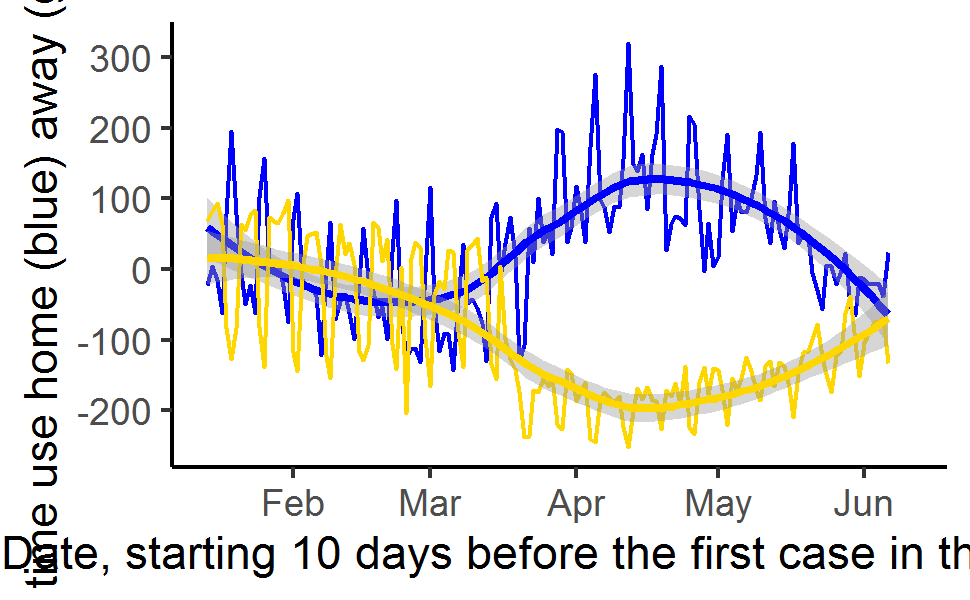 time use home (blue) away (
300
200
100
0
-100
-200
Feb Mar Apr May Jun
Date, starting 10 days before the first case in th